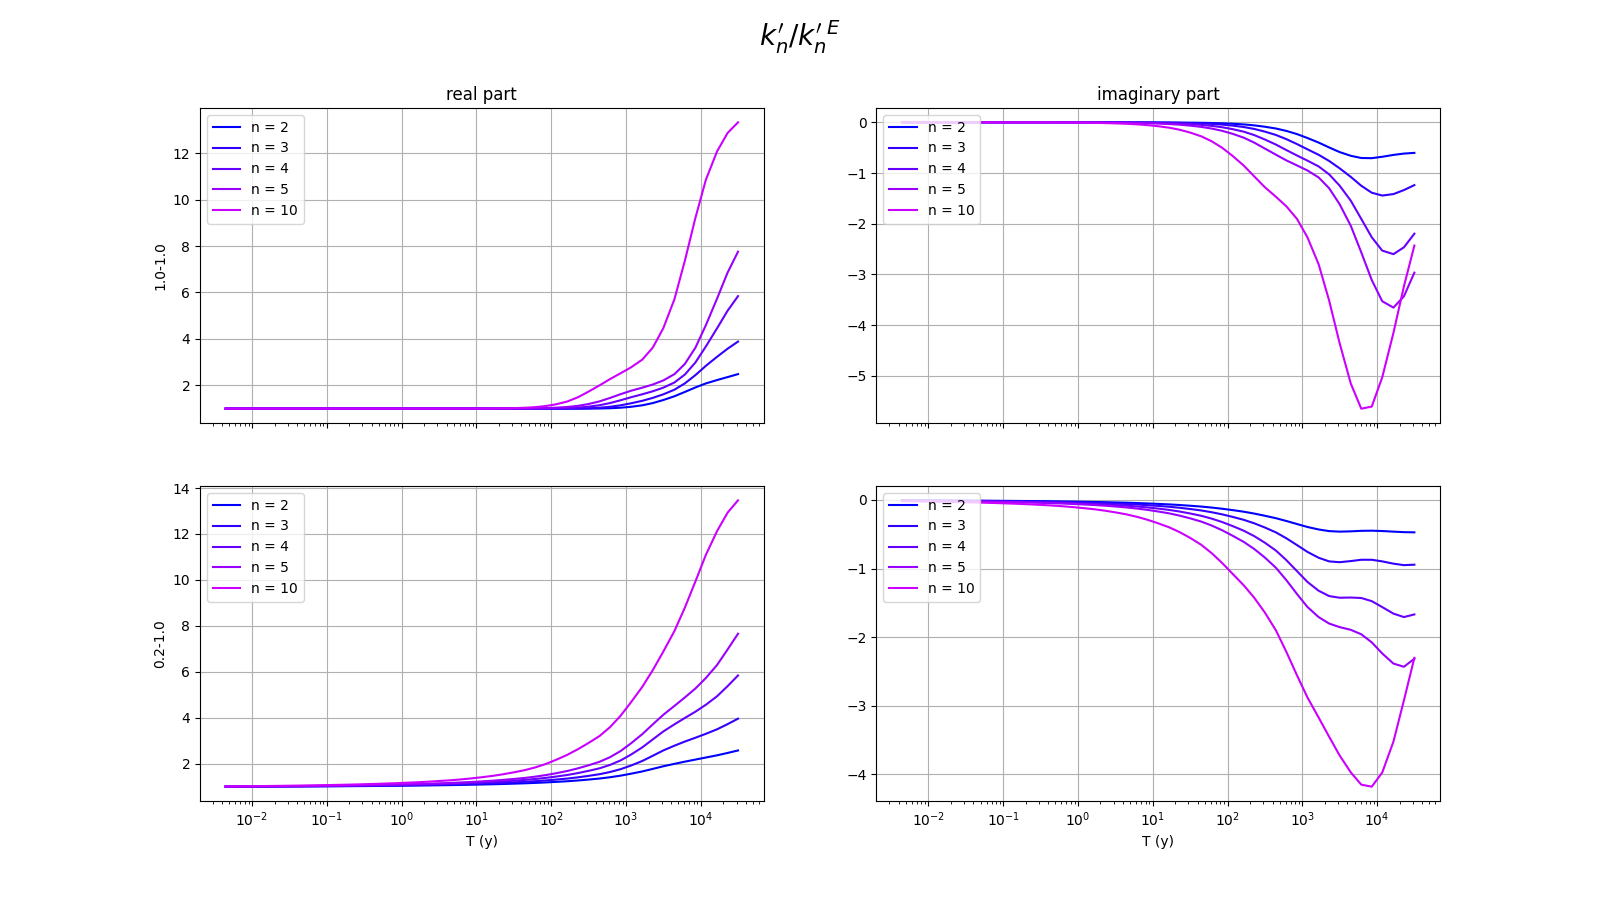 k′ₙ/k′ₙᴱ
real part
imaginary part
1.0-1.0
12
10
8
6
4
2
n = 2
n = 3
n = 4
n = 5
n = 10
0
−1
−2
−3
−4
−5
n = 2
n = 3
n = 4
n = 5
n = 10
0.2-1.0
14
12
10
8
6
4
2
n = 2
n = 3
n = 4
n = 5
n = 10
10⁻² 10⁻¹ 10⁰ 10¹ 10² 10³ 10⁴
T (y)
0
−1
−2
−3
−4
n = 2
n = 3
n = 4
n = 5
n = 10
10⁻² 10⁻¹ 10⁰ 10¹ 10² 10³ 10⁴
T (y)